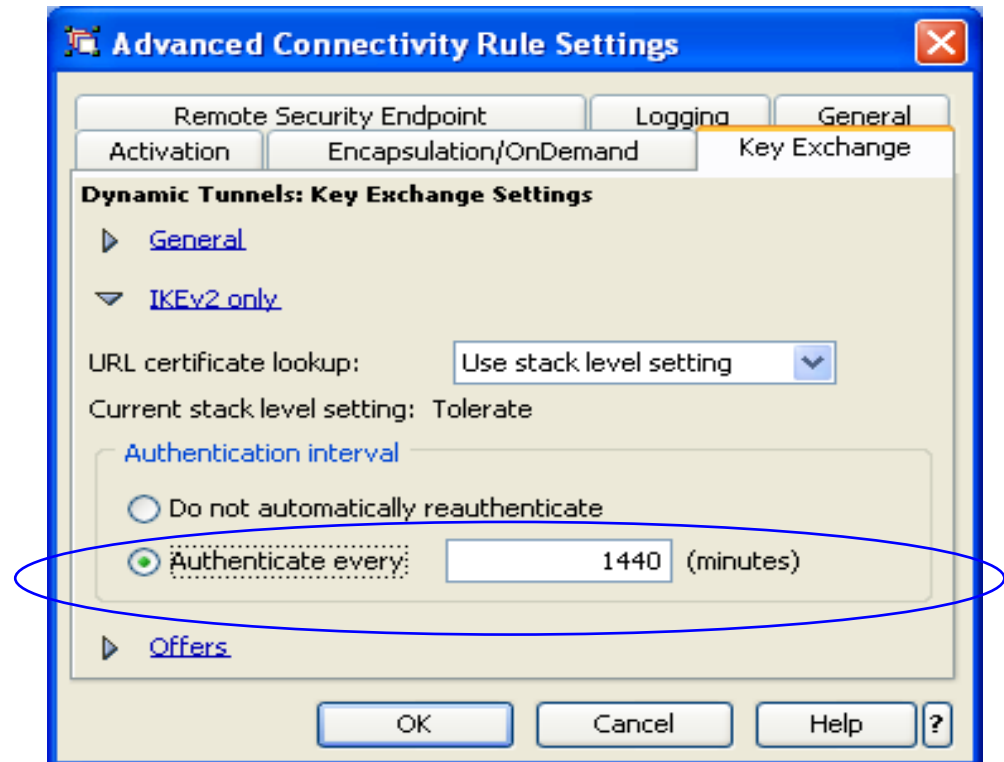 Advanced Connectivity Rule Settings
Remote Security Endpoint Logging General
Activation Encapsulation/OnDemand Key Exchange
Dynamic Tunnels: Key Exchange Settings
General
IKEv2 only
URL certificate lookup: Use stack level setting
Current stack level setting: Tolerate
Authentication interval
Do not automatically reauthenticate
Authenticate every 1440 (minutes)
Offers
OK Cancel Help ?